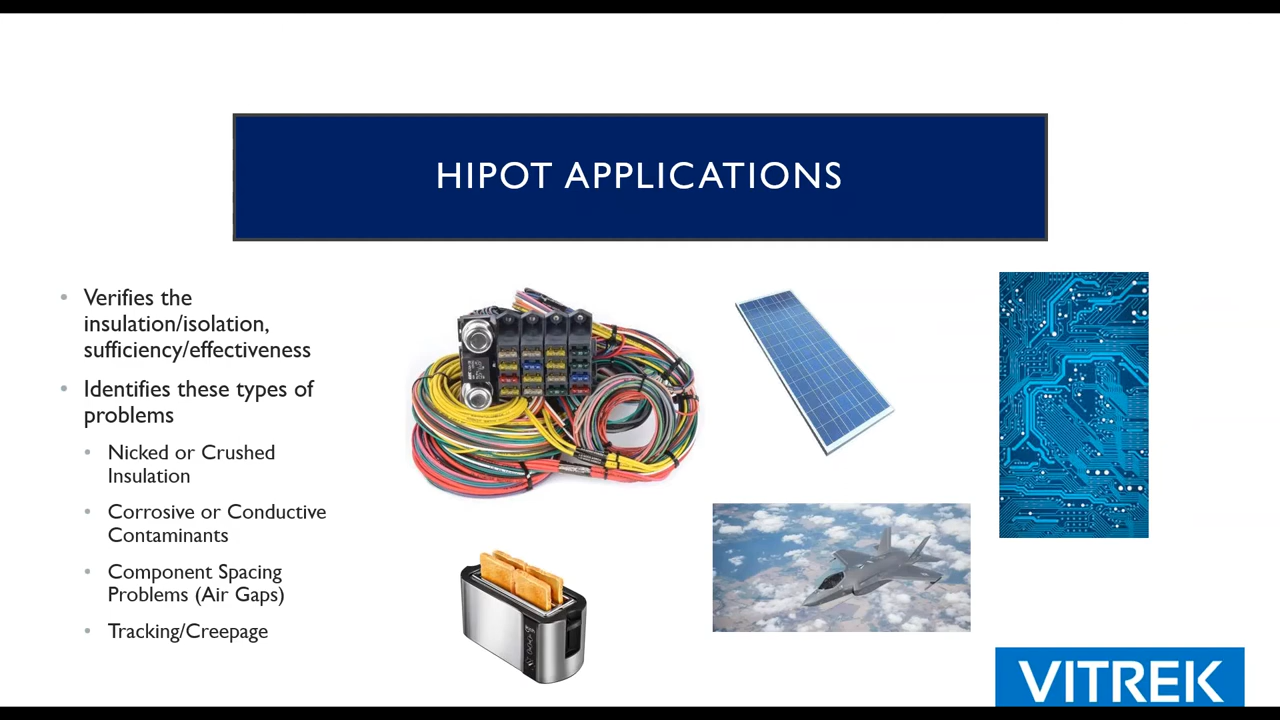 HIPOT APPLICATIONS
• Verifies the
insulation/isolation,
sufficiency/effectiveness
• Identifies these types of
problems
• Nicked or Crushed
Insulation
• Corrosive or Conductive
Contaminants
• Component Spacing
Problems (Air Gaps)
• Tracking/Creepage
VITREK